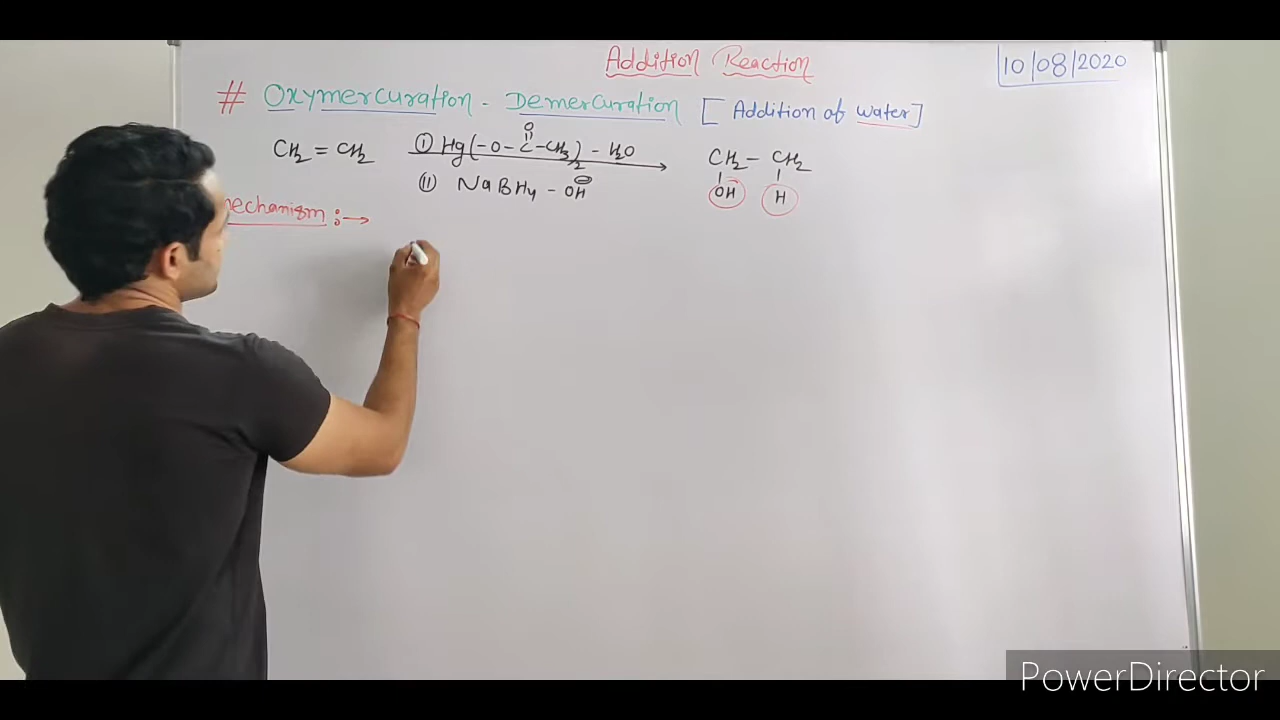 Addition Reaction
10/08/2020
# Oxymercuration - Demercuration [ Addition of water ]
O
CH₂ = CH₂ (i) Hg(-O-C-CH₃)₂ - H₂O CH₂ - CH₂
(ii) NaBH₄ - OH⊖ OH H
mechanism :→
PowerDirector